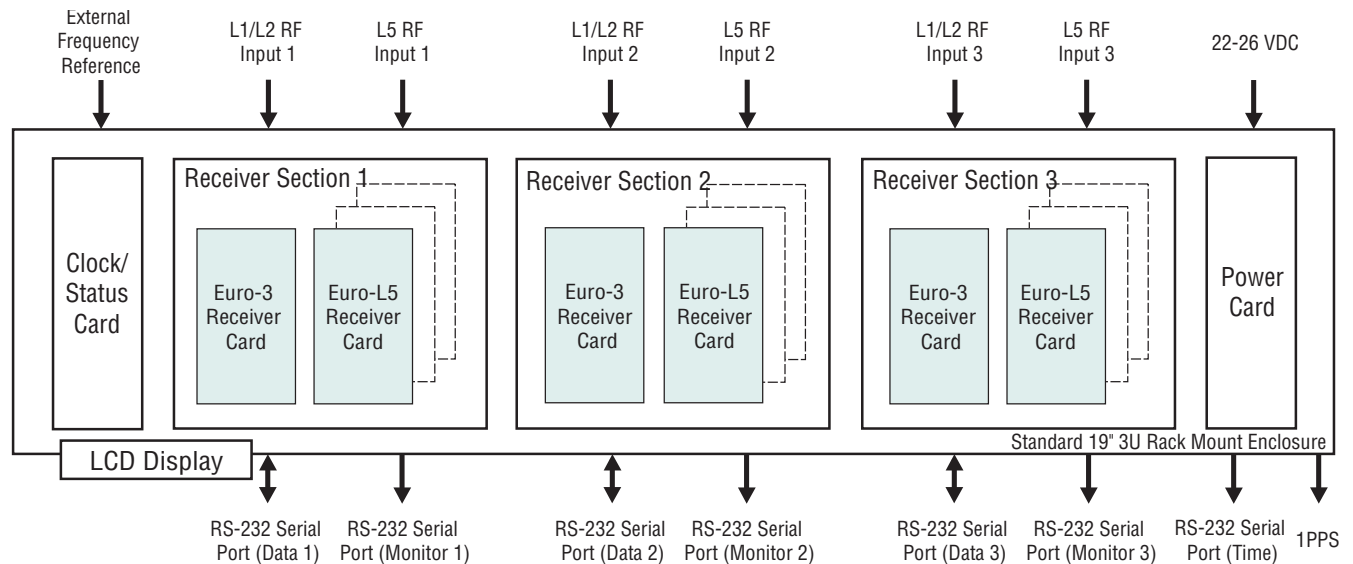 External
Frequency
Reference
L1/L2 RF
Input 1
L5 RF
Input 1
L1/L2 RF
Input 2
L5 RF
Input 2
L1/L2 RF
Input 3
L5 RF
Input 3
22-26 VDC
Clock/
Status
Card
Receiver Section 1
Euro-3
Receiver
Card
Euro-L5
Receiver
Card
Receiver Section 2
Euro-3
Receiver
Card
Euro-L5
Receiver
Card
Receiver Section 3
Euro-3
Receiver
Card
Euro-L5
Receiver
Card
Power
Card
Standard 19" 3U Rack Mount Enclosure
LCD Display
RS-232 Serial
Port (Data 1)
RS-232 Serial
Port (Monitor 1)
RS-232 Serial
Port (Data 2)
RS-232 Serial
Port (Monitor 2)
RS-232 Serial
Port (Data 3)
RS-232 Serial
Port (Monitor 3)
RS-232 Serial
Port (Time)
1PPS